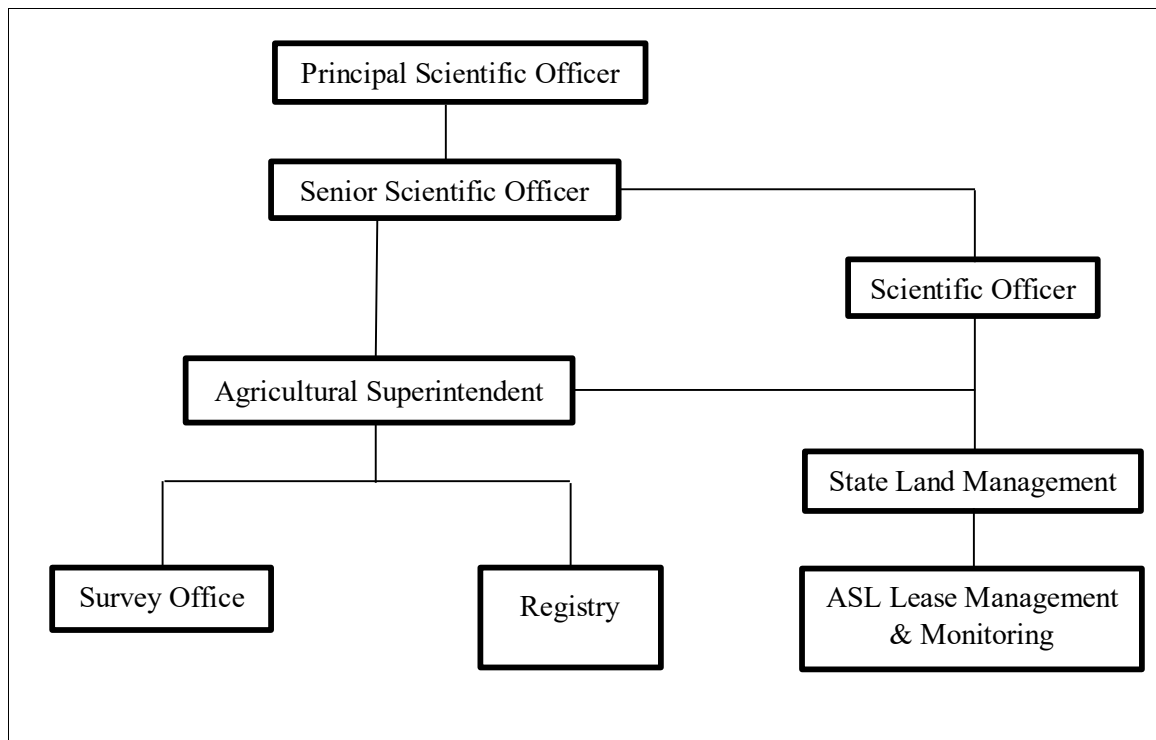 Principal Scientific Officer
Senior Scientific Officer
Scientific Officer
Agricultural Superintendent
State Land Management
Survey Office
Registry
ASL Lease Management
& Monitoring